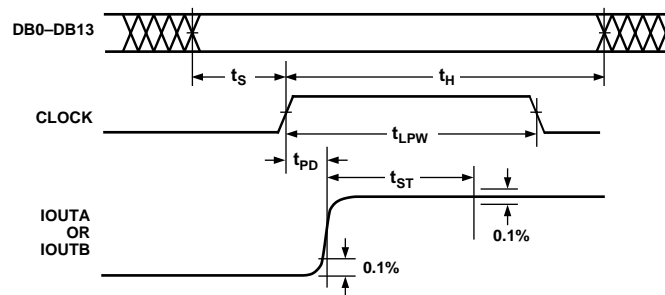 DB0–DB13
tS
tH
CLOCK
tLPW
tPD
tST
IOUTA
OR
IOUTB
0.1%
0.1%